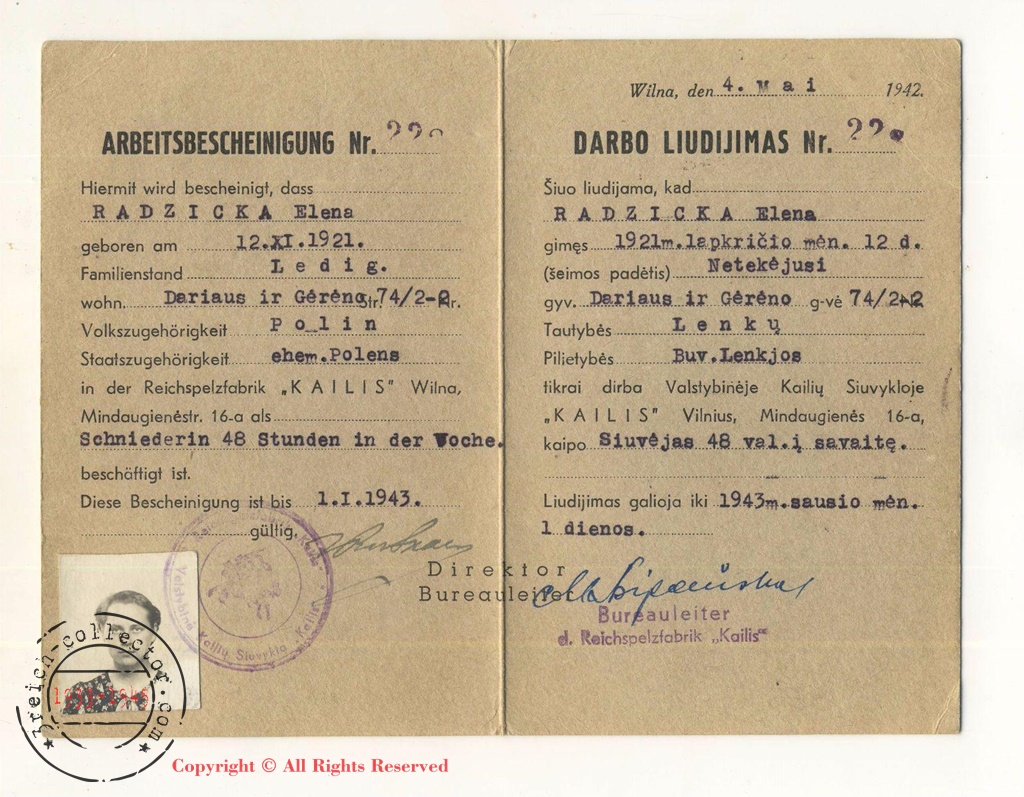 ARBEITSBESCHEINIGUNG Nr.
Hiermit wird bescheinigt, dass
RADZICKA Elena
geboren am 12.XI.1921.
Familienstand Ledig.
wohn. Dariaus ir Gėrėno str. 74/2-2
Volkszugehörigkeit Polin
Staatszugehörigkeit ehem.Polens
in der Reichspelzfabrik „KAILIS" Wilna,
Mindaugienėstr. 16-a als
Schniederin 48 Stunden in der Woche.
beschäftigt ist.
Diese Bescheinigung ist bis 1.I.1943.
gültig.
Direktor
Bureauleiter
Valstybinė Kailių Siuvykla „Kailis"
Wilna, den 4. Mai 1942.
DARBO LIUDIJIMAS Nr.
Šiuo liudijama, kad
RADZICKA Elena
gimęs 1921m.lapkričio mėn. 12 d.
(šeimos padėtis) Netekėjusi
gyv. Dariaus ir Gėrėno g-vė 74/2-2
Tautybės Lenkų
Pilietybės Buv.Lenkjos
tikrai dirba Valstybinėje Kailių Siuvykloje
„KAILIS" Vilnius, Mindaugienės 16-a,
kaipo Siuvėjas 48 val.į savaitę.
Liudijimas galioja iki 1943m.sausio mėn.
1 dienos.
Bureauleiter
d. Reichspelzfabrik „Kailis"
3reich-collector.com
Copyright © All Rights Reserved